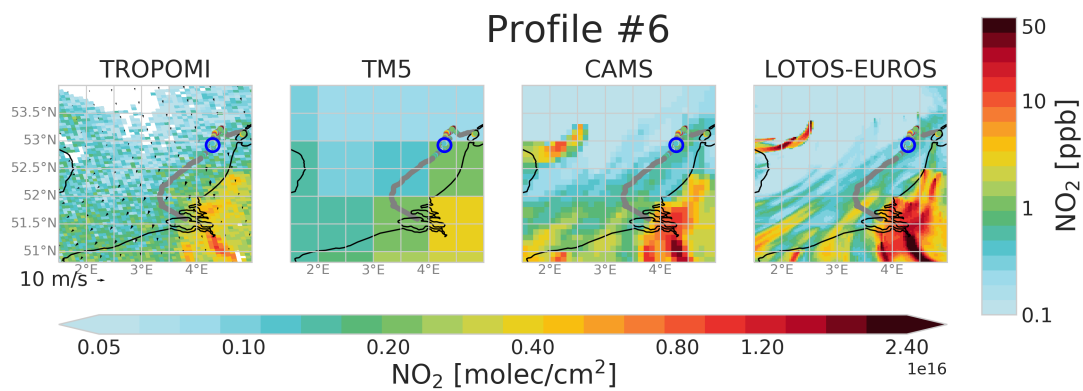 Profile #6
TROPOMI TM5 CAMS LOTOS-EUROS
53.5°N
53°N
52.5°N
52°N
51.5°N
51°N
2°E 3°E 4°E 2°E 3°E 4°E 2°E 3°E 4°E 2°E 3°E 4°E
10 m/s
50
10
1
0.1
NO₂ [ppb]
0.05 0.10 0.20 0.40 0.80 1.20 2.40
1e16
NO₂ [molec/cm²]